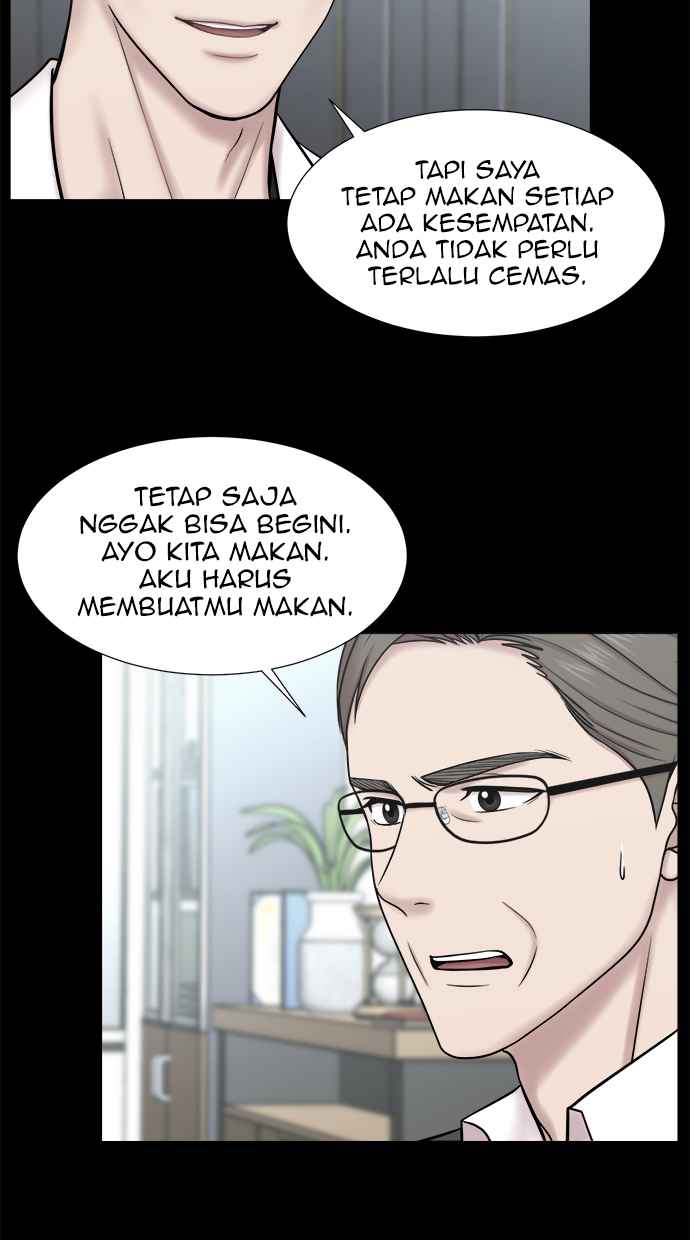 TAPI SAYA
TETAP MAKAN SETIAP
ADA KESEMPATAN.
ANDA TIDAK PERLU
TERLALU CEMAS.
TETAP SAJA
NGGAK BISA BEGINI.
AYO KITA MAKAN.
AKU HARUS
MEMBUATMU MAKAN.